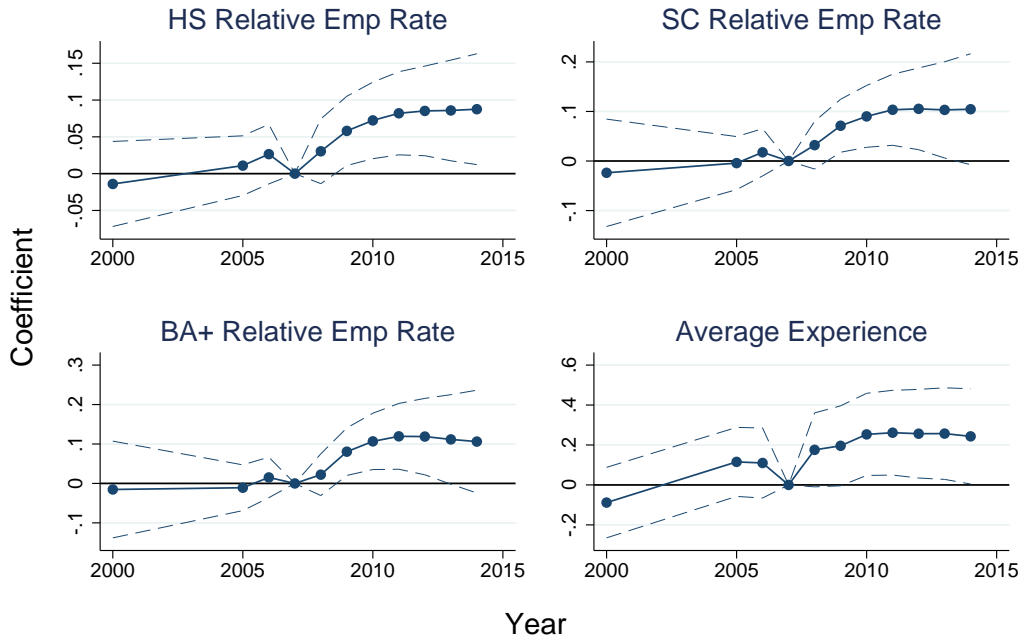 HS Relative Emp Rate
.15
.1
.05
0
-.05
2000 2005 2010 2015
SC Relative Emp Rate
.2
.1
0
-.1
2000 2005 2010 2015
Coefficient
BA+ Relative Emp Rate
.3
.2
.1
0
-.1
2000 2005 2010 2015
Average Experience
.6
.4
.2
0
-.2
2000 2005 2010 2015
Year